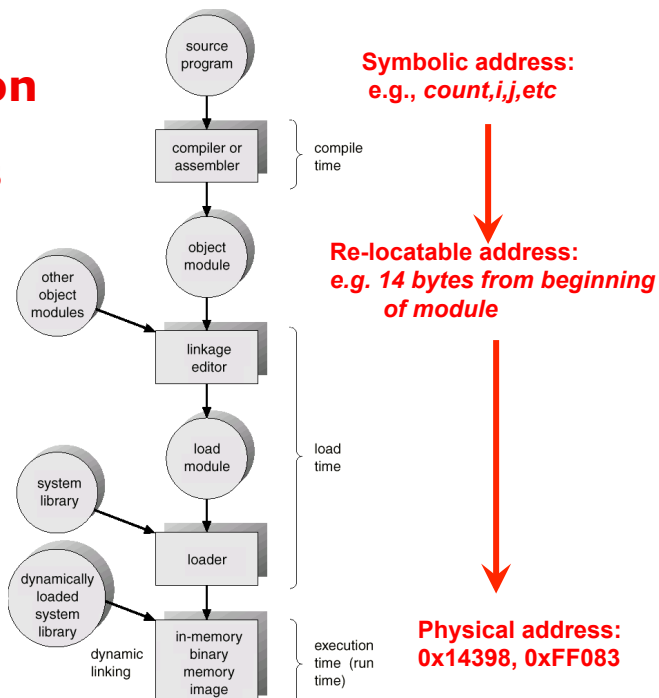 on
source
program
compiler or
assembler
compile
time
object
module
other
object
modules
linkage
editor
load
module
load
time
system
library
loader
dynamically
loaded
system
library
dynamic
linking
in-memory
binary
memory
image
execution
time (run
time)
Symbolic address:
e.g., count,i,j,etc
Re-locatable address:
e.g. 14 bytes from beginning
of module
Physical address:
0x14398, 0xFF083